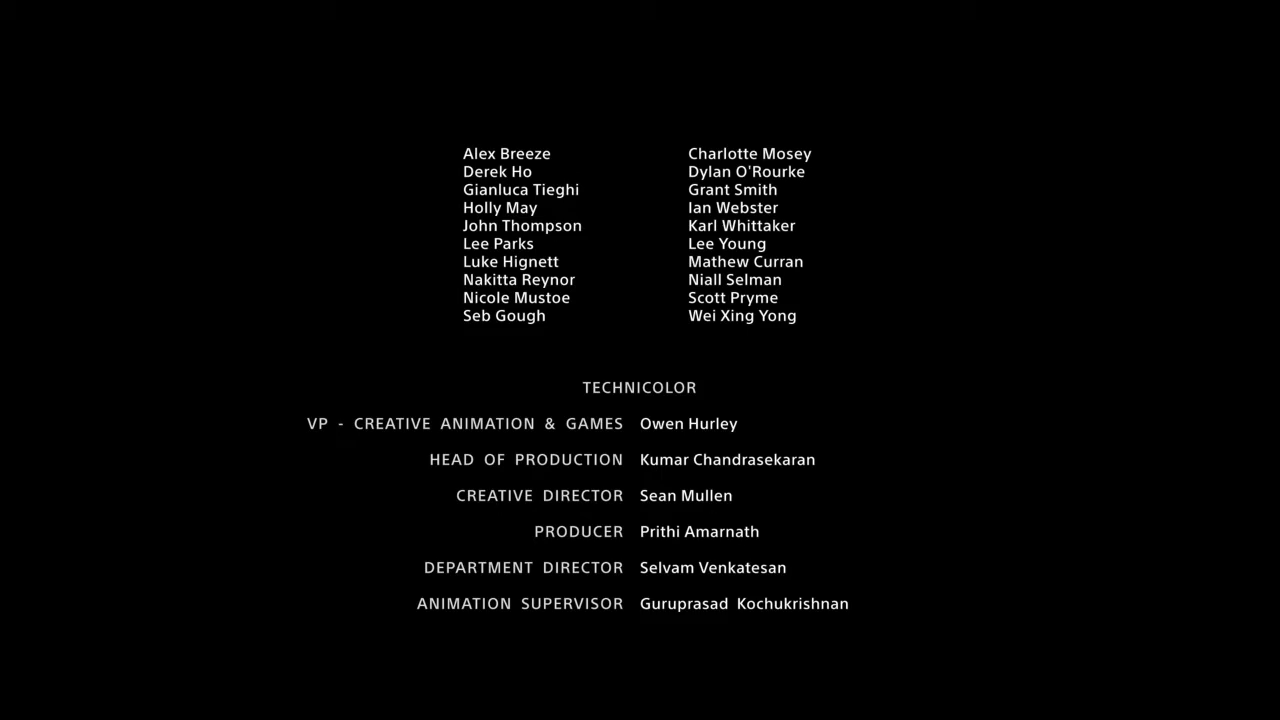 Alex Breeze Charlotte Mosey
Derek Ho Dylan O'Rourke
Gianluca Tieghi Grant Smith
Holly May Ian Webster
John Thompson Karl Whittaker
Lee Parks Lee Young
Luke Hignett Mathew Curran
Nakitta Reynor Niall Selman
Nicole Mustoe Scott Pryme
Seb Gough Wei Xing Yong
TECHNICOLOR
VP - CREATIVE ANIMATION & GAMES Owen Hurley
HEAD OF PRODUCTION Kumar Chandrasekaran
CREATIVE DIRECTOR Sean Mullen
PRODUCER Prithi Amarnath
DEPARTMENT DIRECTOR Selvam Venkatesan
ANIMATION SUPERVISOR Guruprasad Kochukrishnan